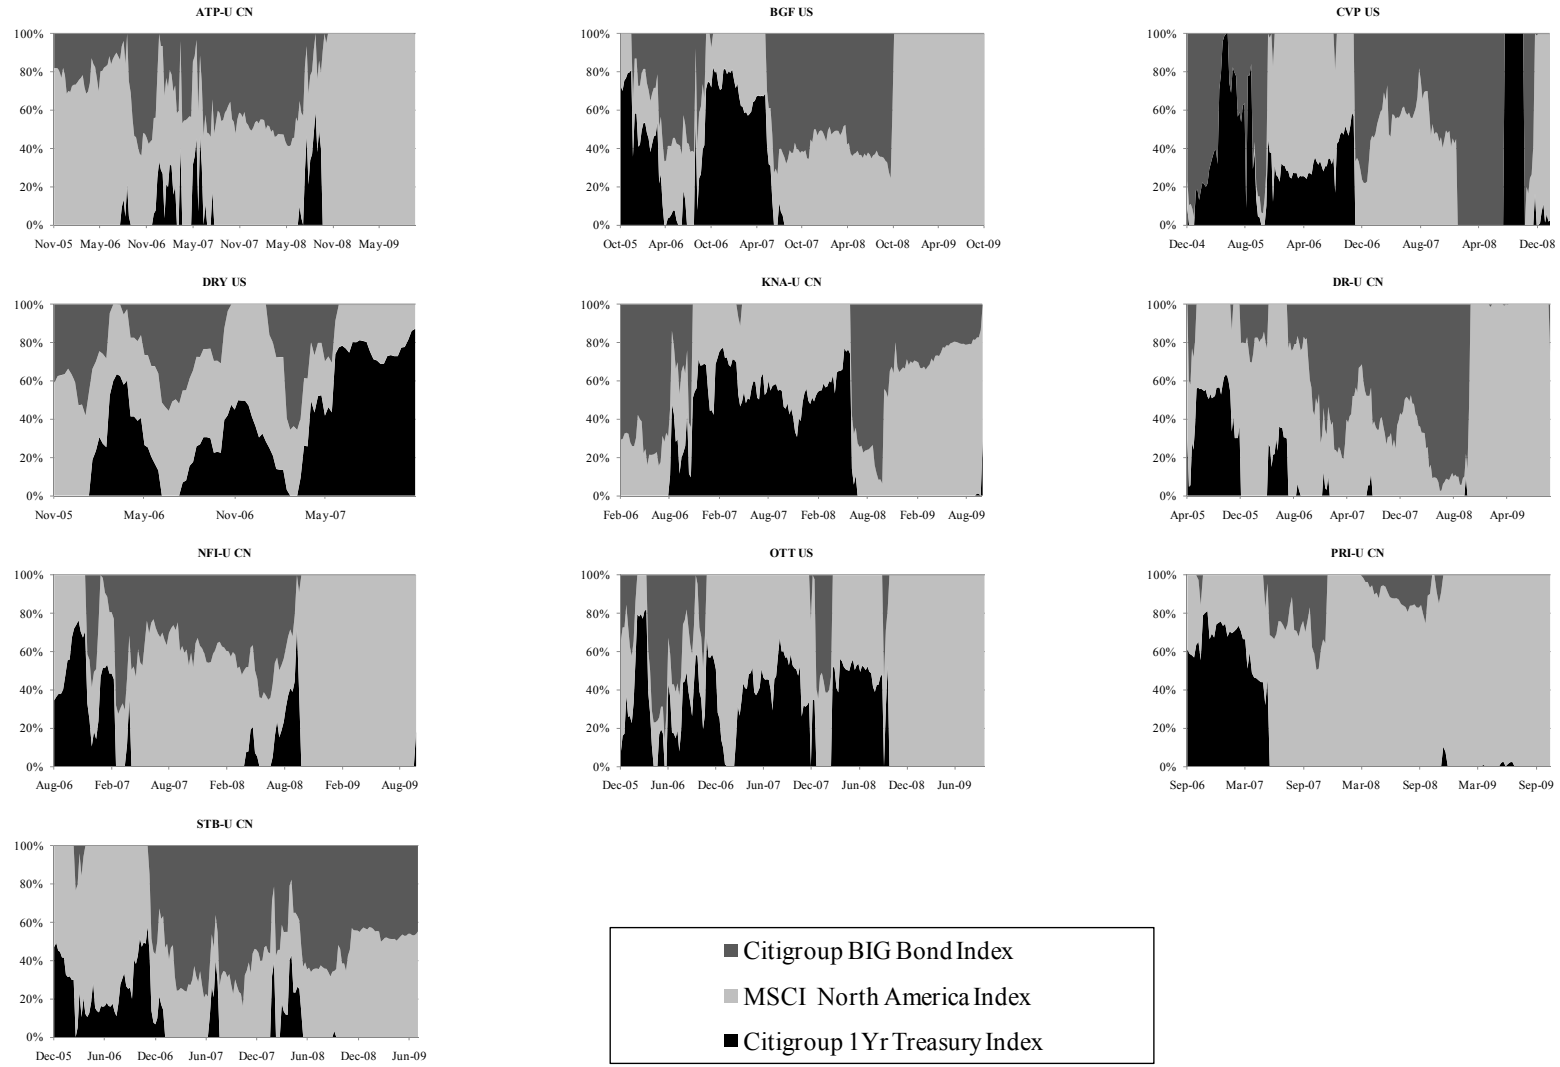 ATP-U CN
100%
80%
60%
40%
20%
0%
Nov-05 May-06 Nov-06 May-07 Nov-07 May-08 Nov-08 May-09
BGF US
100%
80%
60%
40%
20%
0%
Oct-05 Apr-06 Oct-06 Apr-07 Oct-07 Apr-08 Oct-08 Apr-09 Oct-09
CVP US
100%
80%
60%
40%
20%
0%
Dec-04 Aug-05 Apr-06 Dec-06 Aug-07 Apr-08 Dec-08
DRY US
100%
80%
60%
40%
20%
0%
Nov-05 May-06 Nov-06 May-07
KNA-U CN
100%
80%
60%
40%
20%
0%
Feb-06 Aug-06 Feb-07 Aug-07 Feb-08 Aug-08 Feb-09 Aug-09
DR-U CN
100%
80%
60%
40%
20%
0%
Apr-05 Dec-05 Aug-06 Apr-07 Dec-07 Aug-08 Apr-09
NFI-U CN
100%
80%
60%
40%
20%
0%
Aug-06 Feb-07 Aug-07 Feb-08 Aug-08 Feb-09 Aug-09
OTT US
100%
80%
60%
40%
20%
0%
Dec-05 Jun-06 Dec-06 Jun-07 Dec-07 Jun-08 Dec-08 Jun-09
PRI-U CN
100%
80%
60%
40%
20%
0%
Sep-06 Mar-07 Sep-07 Mar-08 Sep-08 Mar-09 Sep-09
STB-U CN
100%
80%
60%
40%
20%
0%
Dec-05 Jun-06 Dec-06 Jun-07 Dec-07 Jun-08 Dec-08 Jun-09
Citigroup BIG Bond Index
MSCI North America Index
Citigroup 1Yr Treasury Index